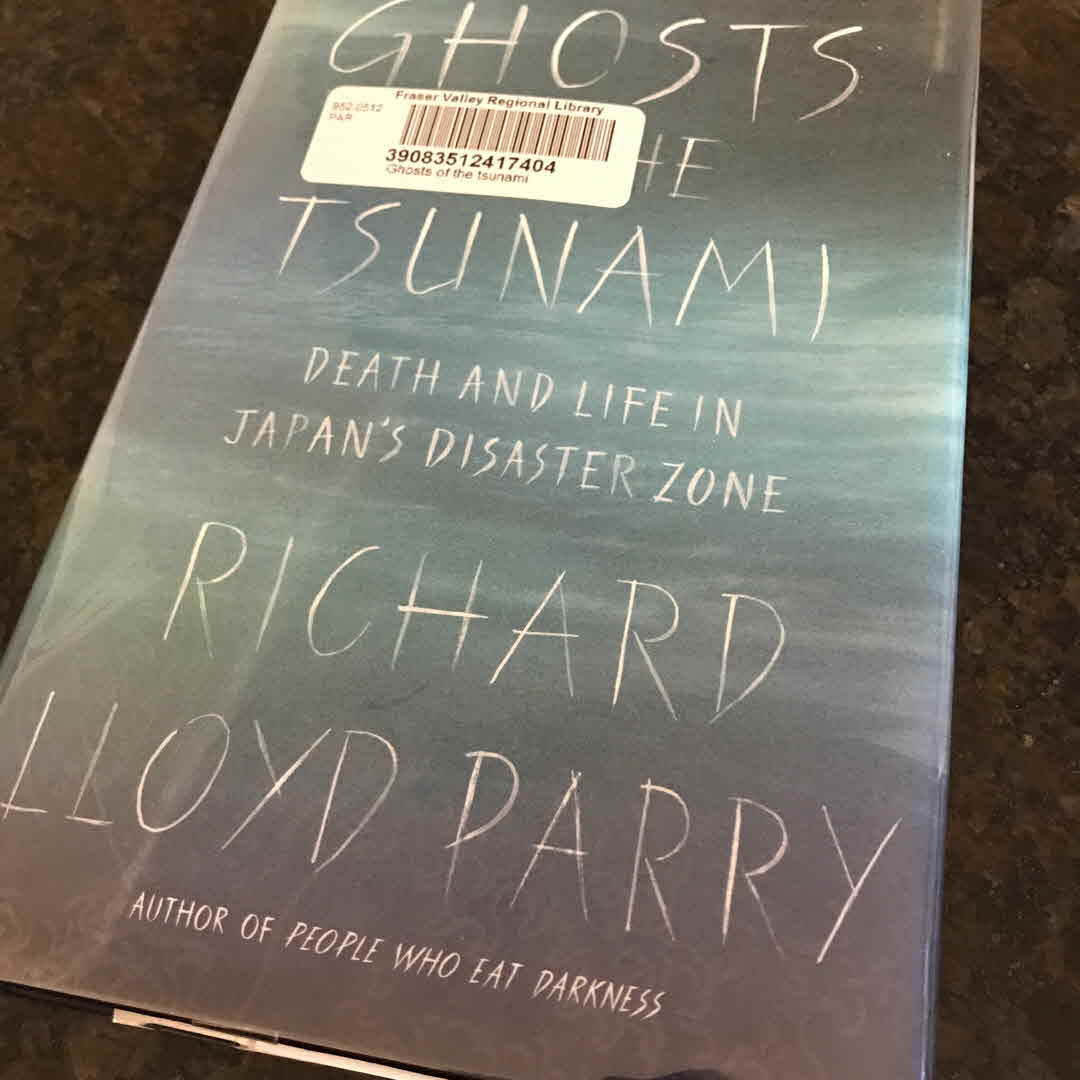 GHOSTS
Fraser Valley Regional Library
952.0512
PAR
39083512417404
Ghosts of the tsunami
HE
TSUNAMI
DEATH AND LIFE IN
JAPAN'S DISASTER ZONE
RICHARD
LLOYD PARRY
AUTHOR OF PEOPLE WHO EAT DARKNESS